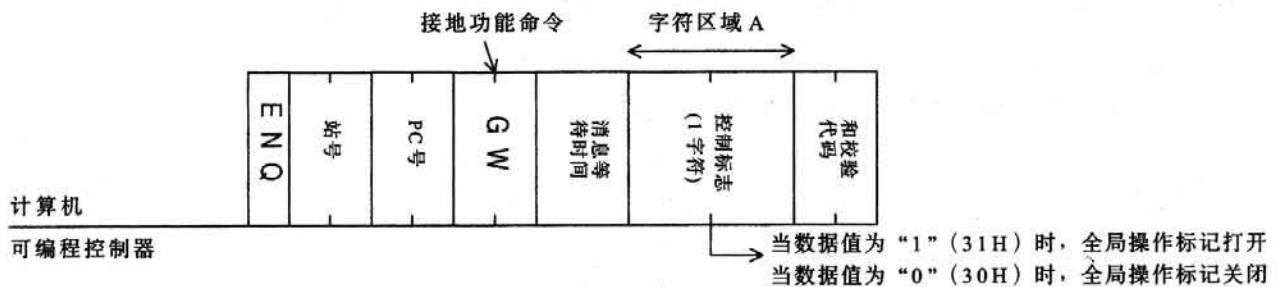 接地功能命令
字符区域 A
ENQ
站号
PC号
GW
消息等
待时间
控制标志
(1字符)
和校验
代码
计算机
可编程控制器
当数据值为“1”(31H)时，全局操作标记打开
当数据值为“0”(30H)时，全局操作标记关闭